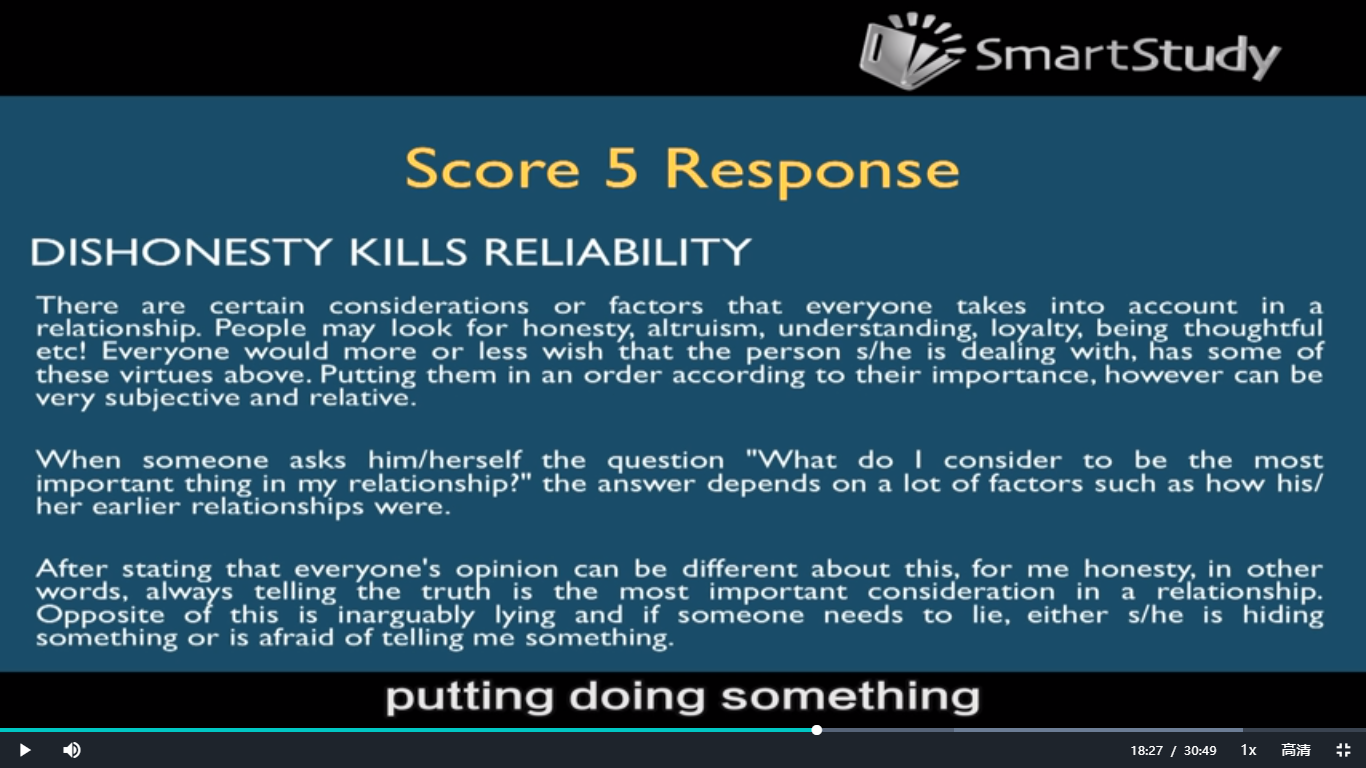 SmartStudy
Score 5 Response
DISHONESTY KILLS RELIABILITY
There are certain considerations or factors that everyone takes into account in a
relationship. People may look for honesty, altruism, understanding, loyalty, being thoughtful
etc! Everyone would more or less wish that the person s/he is dealing with, has some of
these virtues above. Putting them in an order according to their importance, however can be
very subjective and relative.
When someone asks him/herself the question "What do I consider to be the most
important thing in my relationship?" the answer depends on a lot of factors such as how his/
her earlier relationships were.
After stating that everyone's opinion can be different about this, for me honesty, in other
words, always telling the truth is the most important consideration in a relationship.
Opposite of this is inarguably lying and if someone needs to lie, either s/he is hiding
something or is afraid of telling me something.
putting doing something
18:27 / 30:49 1x 高清